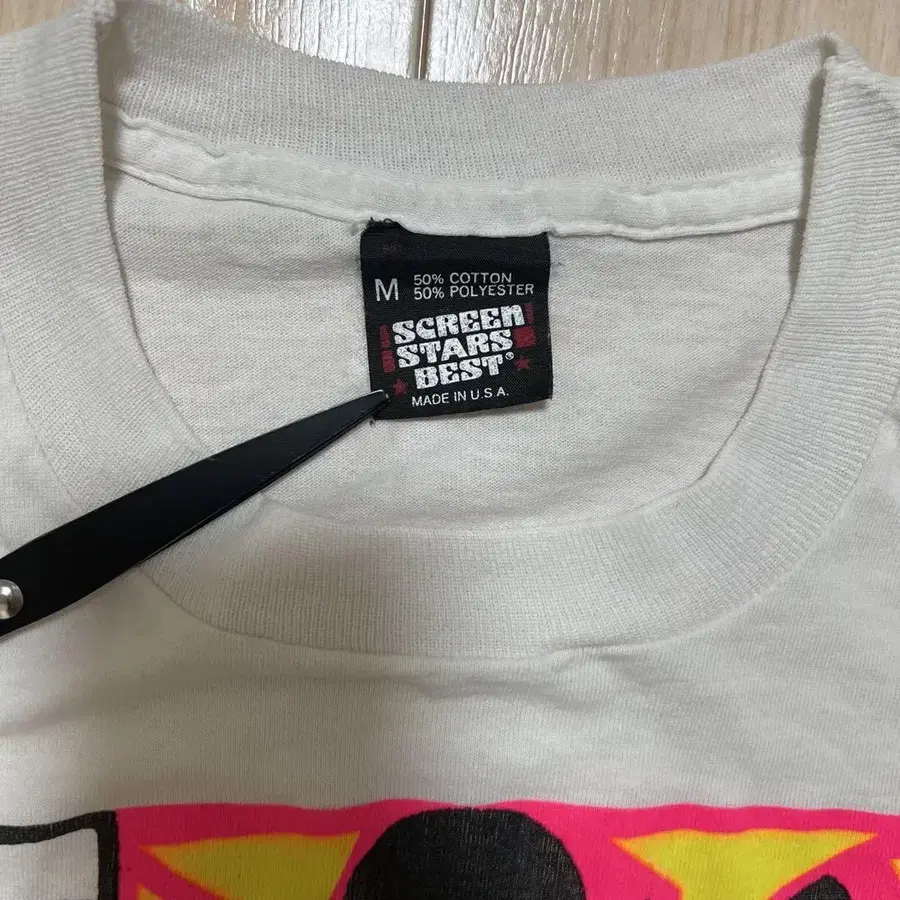 M 50% COTTON
50% POLYESTER
SCREEN
STARS
BEST®
MADE IN U.S.A.